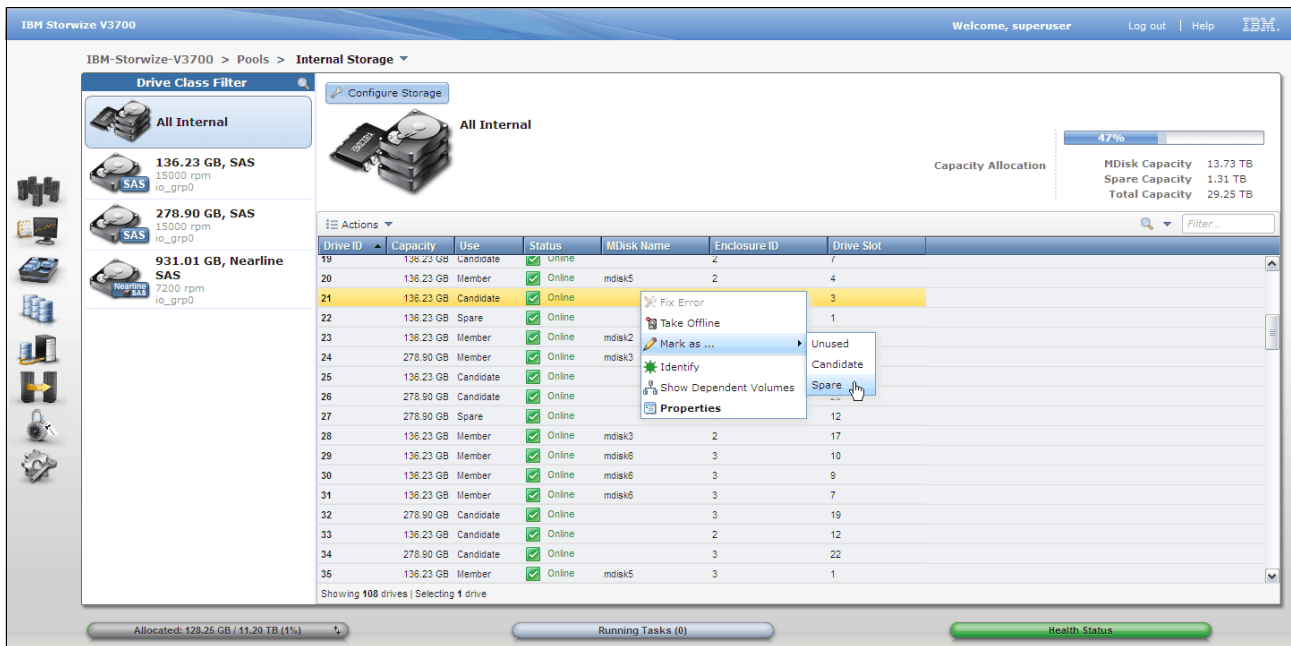 IBM Storwize V3700
Welcome, superuser
Log out | Help
IBM.
IBM-Storwize-V3700 > Pools > Internal Storage
Drive Class Filter
All Internal
136.23 GB, SAS
15000 rpm
io_grp0
SAS
278.90 GB, SAS
15000 rpm
io_grp0
SAS
931.01 GB, Nearline
SAS
7200 rpm
io_grp0
Nearline
SAS
Configure Storage
All Internal
47%
Capacity Allocation
MDisk Capacity 13.73 TB
Spare Capacity 1.31 TB
Total Capacity 29.25 TB
Actions
Filter...
Drive ID Capacity Use Status MDisk Name Enclosure ID Drive Slot
19 136.23 GB Candidate Online 2 7
20 136.23 GB Member Online mdisk5 2 4
21 136.23 GB Candidate Online 3
22 136.23 GB Spare Online 1
23 136.23 GB Member Online mdisk2
24 278.90 GB Member Online mdisk3
25 136.23 GB Candidate Online
26 278.90 GB Candidate Online
27 278.90 GB Spare Online 12
28 136.23 GB Member Online mdisk3 2 17
29 136.23 GB Member Online mdisk6 3 10
30 136.23 GB Member Online mdisk6 3 9
31 136.23 GB Member Online mdisk6 3 7
32 278.90 GB Candidate Online 3 19
33 136.23 GB Candidate Online 2 12
34 278.90 GB Candidate Online 3 22
35 136.23 GB Member Online mdisk5 3 1
Fix Error
Take Offline
Mark as ...
Identify
Show Dependent Volumes
Properties
Unused
Candidate
Spare
Showing 108 drives | Selecting 1 drive
Allocated: 128.25 GB / 11.20 TB (1%)
Running Tasks (0)
Health Status